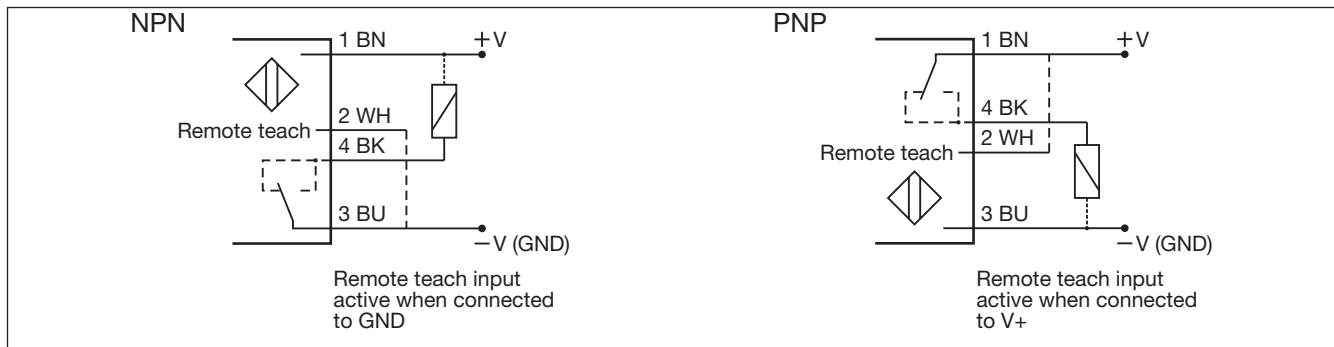 NPN
1 BN
+V
2 WH
Remote teach
4 BK
3 BU
−V (GND)
Remote teach input
active when connected
to GND
PNP
1 BN
+V
4 BK
2 WH
Remote teach
3 BU
−V (GND)
Remote teach input
active when connected
to V+